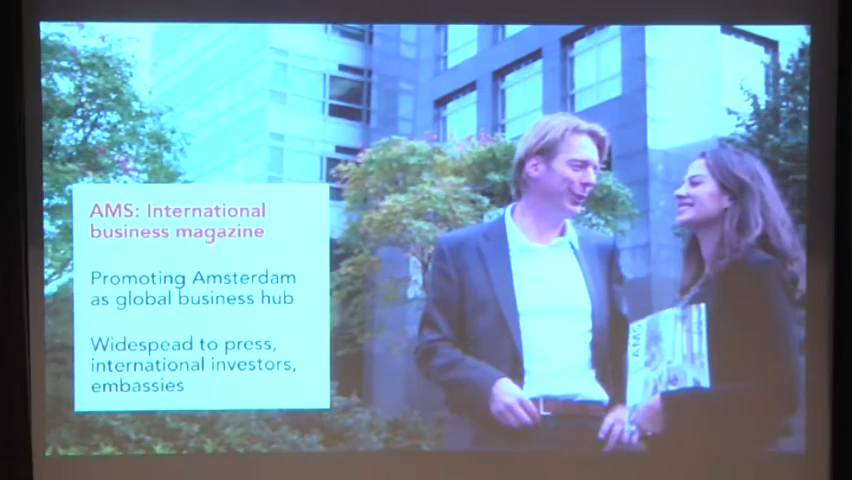 AMS: International
business magazine
Promoting Amsterdam
as global business hub
Widespead to press,
international investors,
embassies
AMS